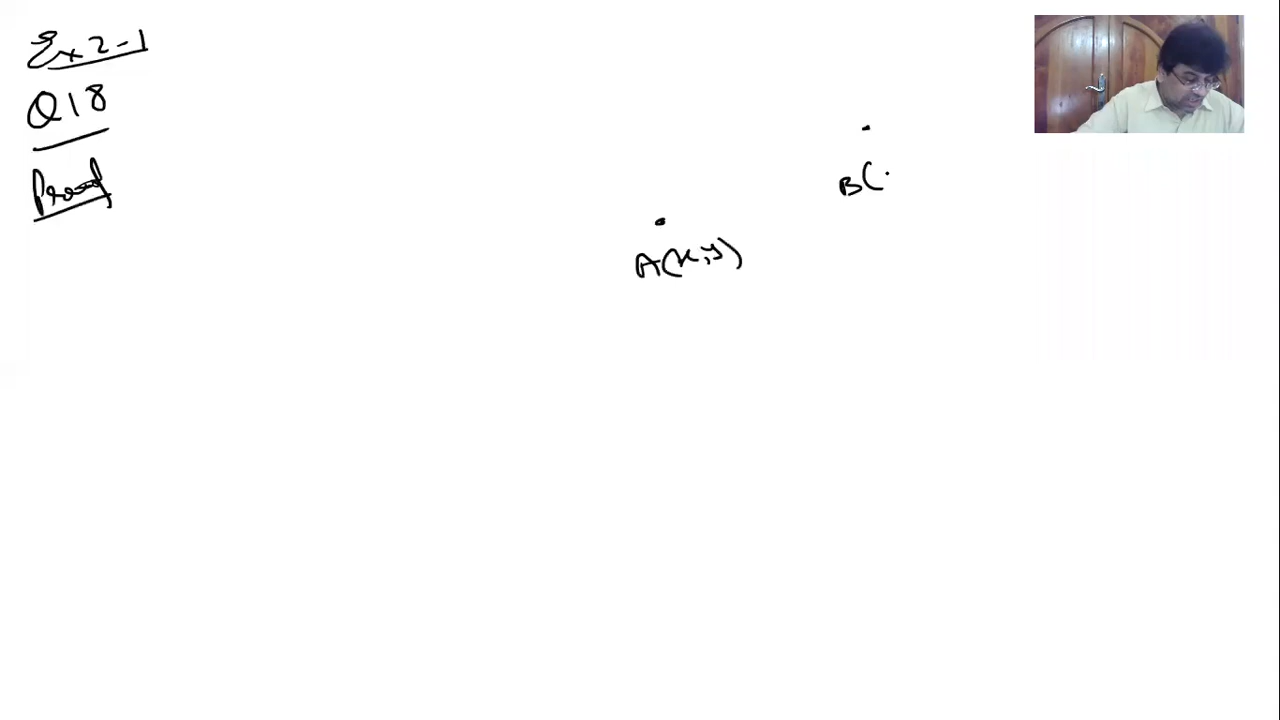 Ex 2-1
Q18
Proof
B(
A(x,y)